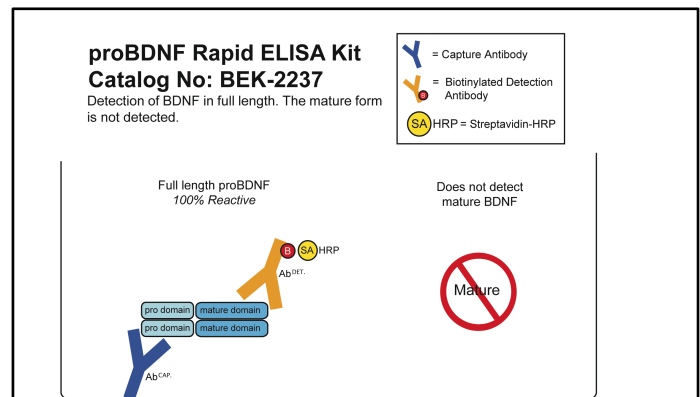 proBDNF Rapid ELISA Kit
Catalog No: BEK-2237
Detection of BDNF in full length. The mature form
is not detected.
= Capture Antibody
= Biotinylated Detection
Antibody
B
SA HRP = Streptavidin-HRP
Full length proBDNF
100% Reactive
Does not detect
mature BDNF
B SA HRP
Ab DET.
pro domain mature domain
pro domain mature domain
Ab CAP.
Mature